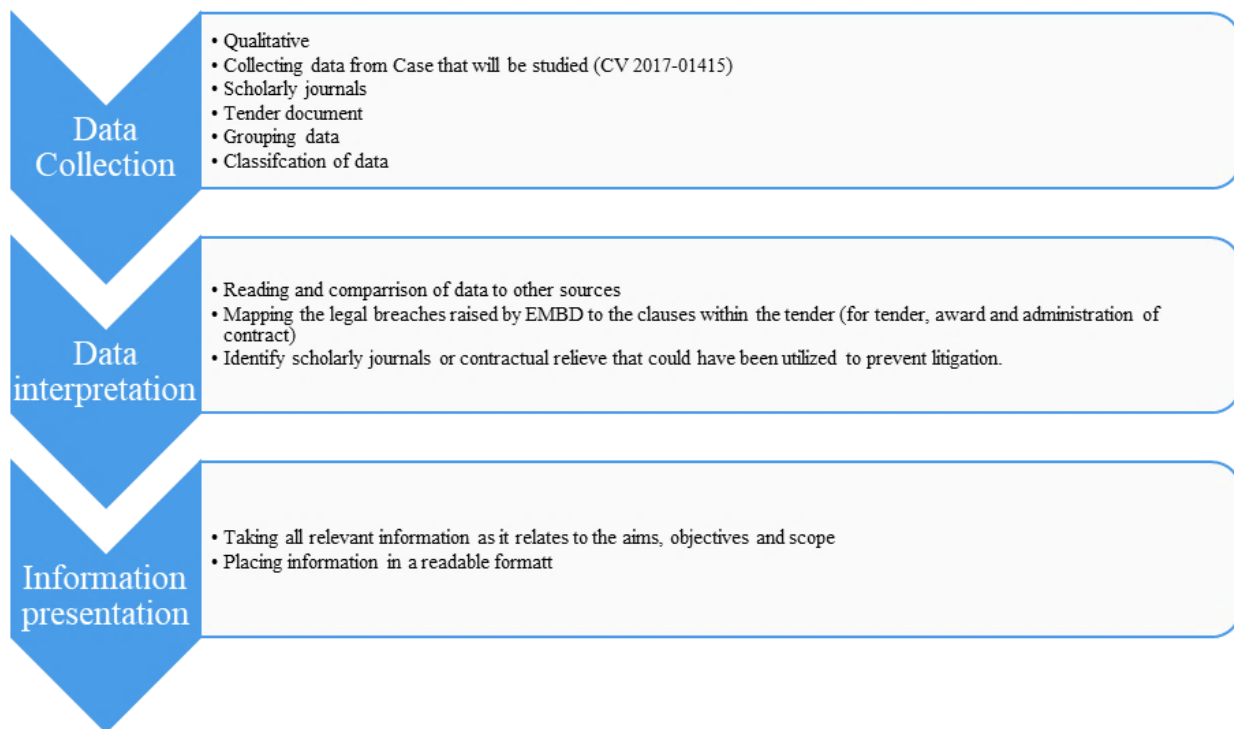 Data
Collection
• Qualitative
• Collecting data from Case that will be studied (CV 2017-01415)
• Scholarly journals
• Tender document
• Grouping data
• Classifcation of data
Data
interpretation
• Reading and comparrison of data to other sources
• Mapping the legal breaches raised by EMBD to the clauses within the tender (for tender, award and administration of
contract)
• Identify scholarly journals or contractual relieve that could have been utilized to prevent litigation.
Information
presentation
• Taking all relevant information as it relates to the aims, objectives and scope
• Placing information in a readable formatt